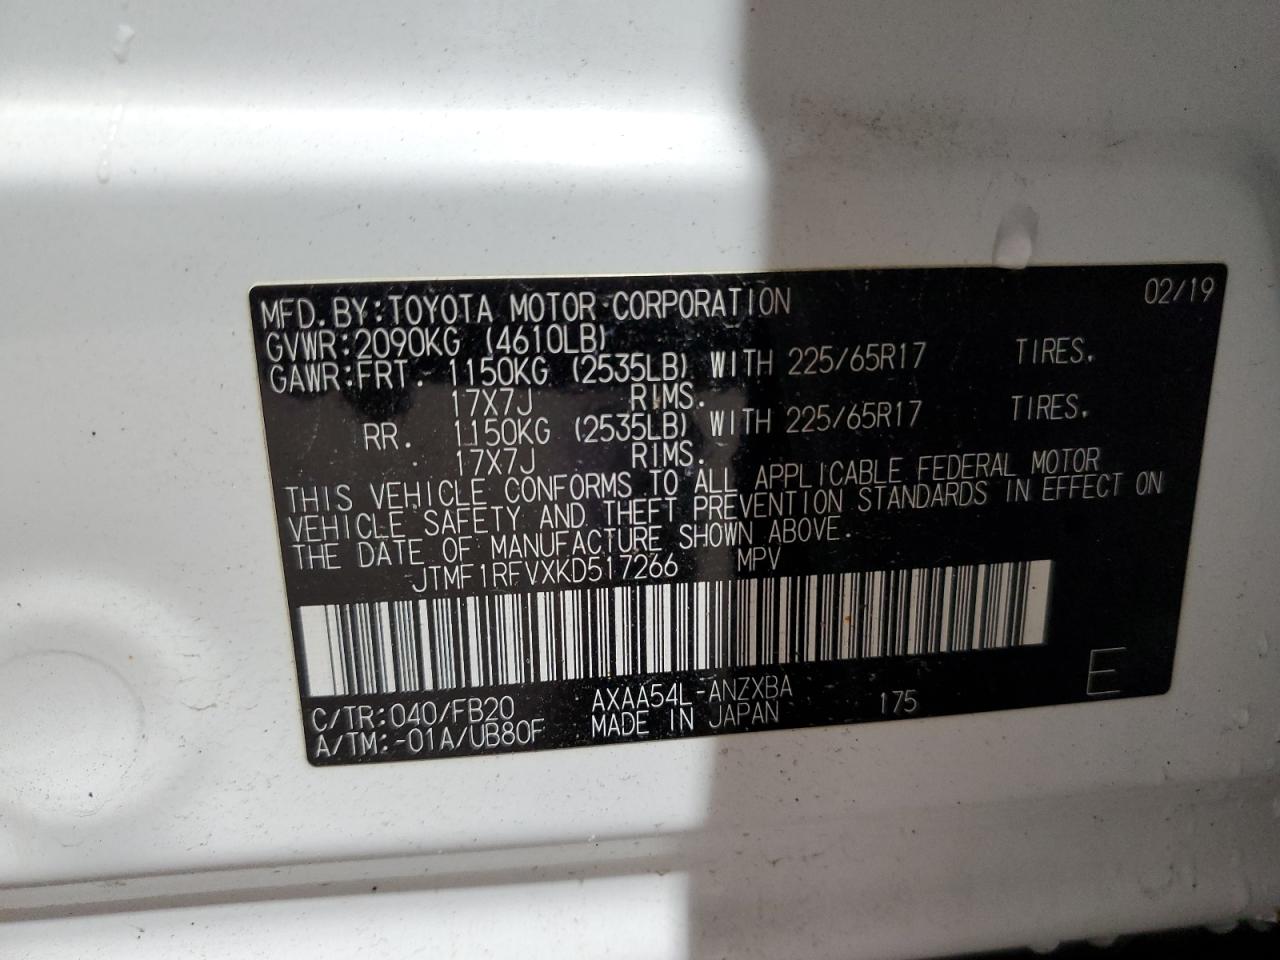 MFD. BY: TOYOTA MOTOR CORPORATION 02/19
GVWR: 2090KG (4610LB)
GAWR: FRT. 1150KG (2535LB) WITH 225/65R17 TIRES.
17X7J RIMS.
RR. 1150KG (2535LB) WITH 225/65R17 TIRES.
17X7J RIMS.
THIS VEHICLE CONFORMS TO ALL APPLICABLE FEDERAL MOTOR
VEHICLE SAFETY AND THEFT PREVENTION STANDARDS IN EFFECT ON
THE DATE OF MANUFACTURE SHOWN ABOVE.
JTMF1RFVXKD517266 MPV
C/TR: 040/FB20 AXAA54L-ANZXBA 175 E
A/TM: -01A/UB80F MADE IN JAPAN